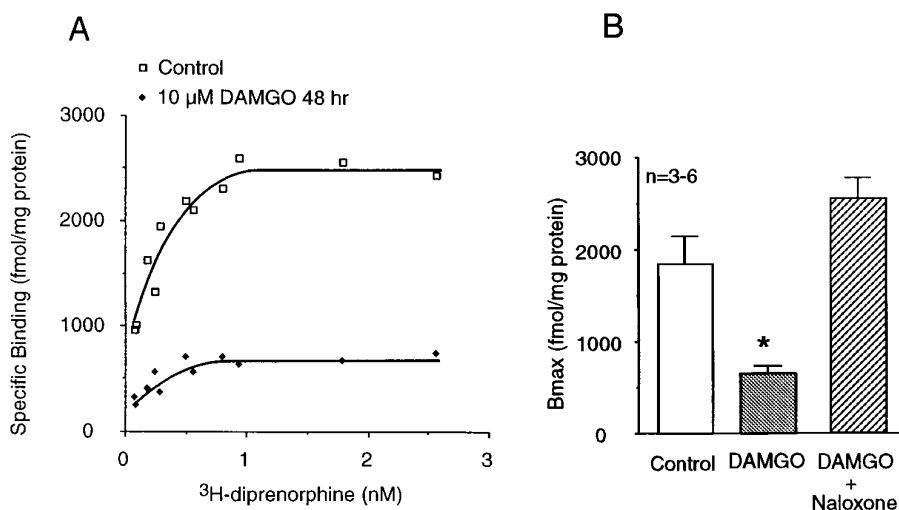 A
□ Control
◆ 10 µM DAMGO 48 hr
Specific Binding (fmol/mg protein)
3000
2000
1000
0
0 1 2 3
³H-diprenorphine (nM)
B
n=3-6
Bmax (fmol/mg protein)
3000
2000
1000
0
*
Control DAMGO DAMGO
+
Naloxone